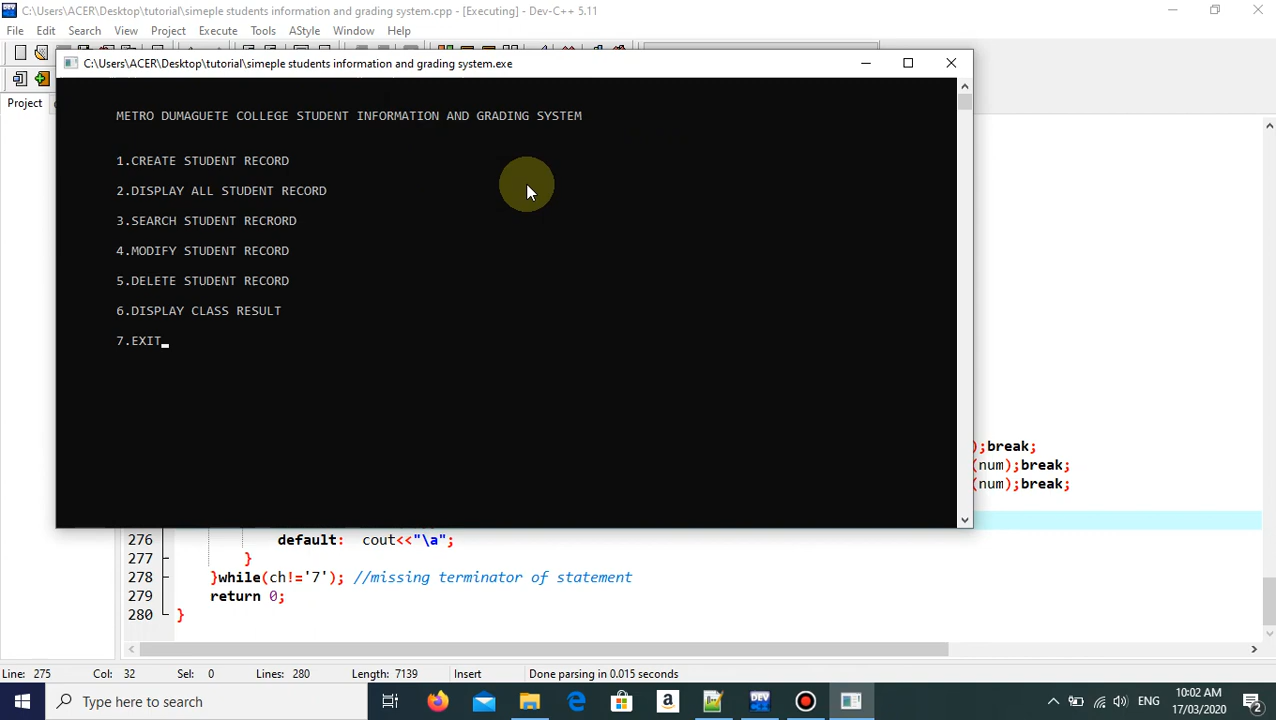 C:\Users\ACER\Desktop\tutorial\simeple students information and grading system.cpp - [Executing] - Dev-C++ 5.11
File Edit Search View Project Execute Tools AStyle Window Help
C:\Users\ACER\Desktop\tutorial\simeple students information and grading system.exe
Project
METRO DUMAGUETE COLLEGE STUDENT INFORMATION AND GRADING SYSTEM
1.CREATE STUDENT RECORD
2.DISPLAY ALL STUDENT RECORD
3.SEARCH STUDENT RECRORD
4.MODIFY STUDENT RECORD
5.DELETE STUDENT RECORD
6.DISPLAY CLASS RESULT
7.EXIT
);break;
(num);break;
(num);break;
276 default: cout<<"\a";
277 }
278 }while(ch!='7'); //missing terminator of statement
279 return 0;
280 }
Line: 275 Col: 32 Sel: 0 Lines: 280 Length: 7139 Insert Done parsing in 0.015 seconds
Type here to search
ENG
10:02 AM
17/03/2020
2